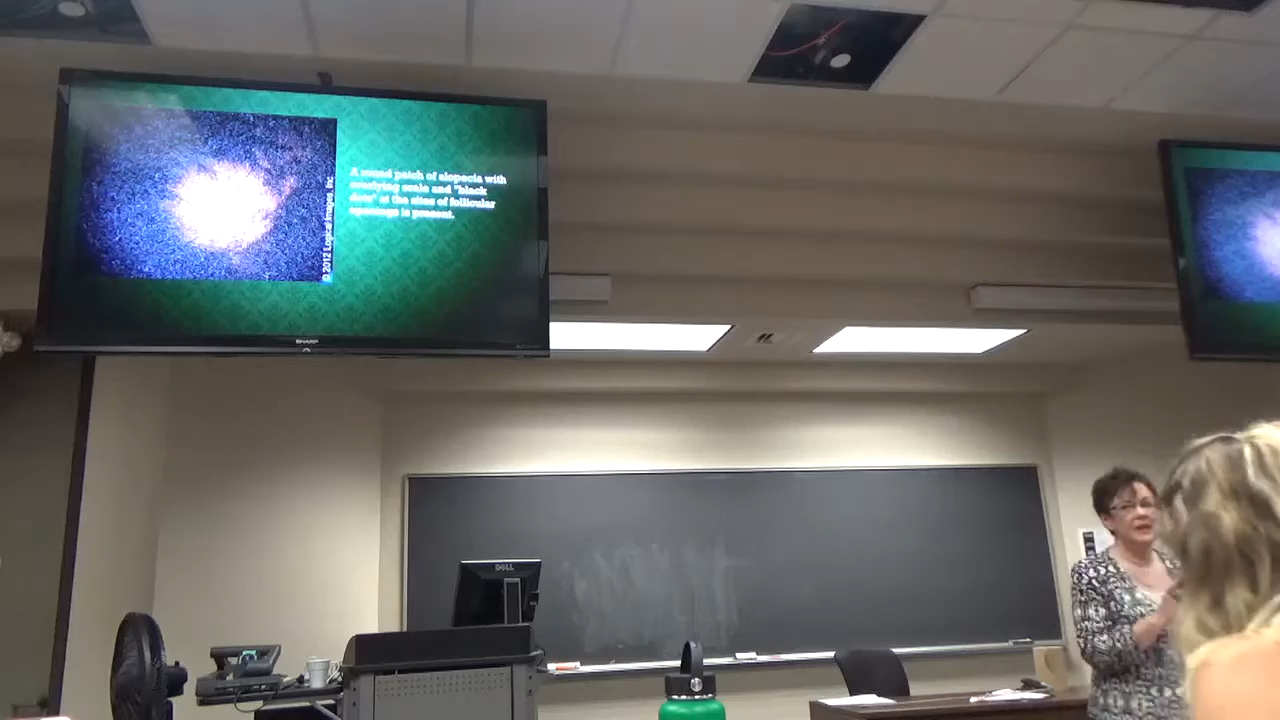 A round patch of alopecia with
overlying scale and "black
dots" at the sites of follicular
openings is present.
© 2012 Logical Images, Inc
SHARP
DELL